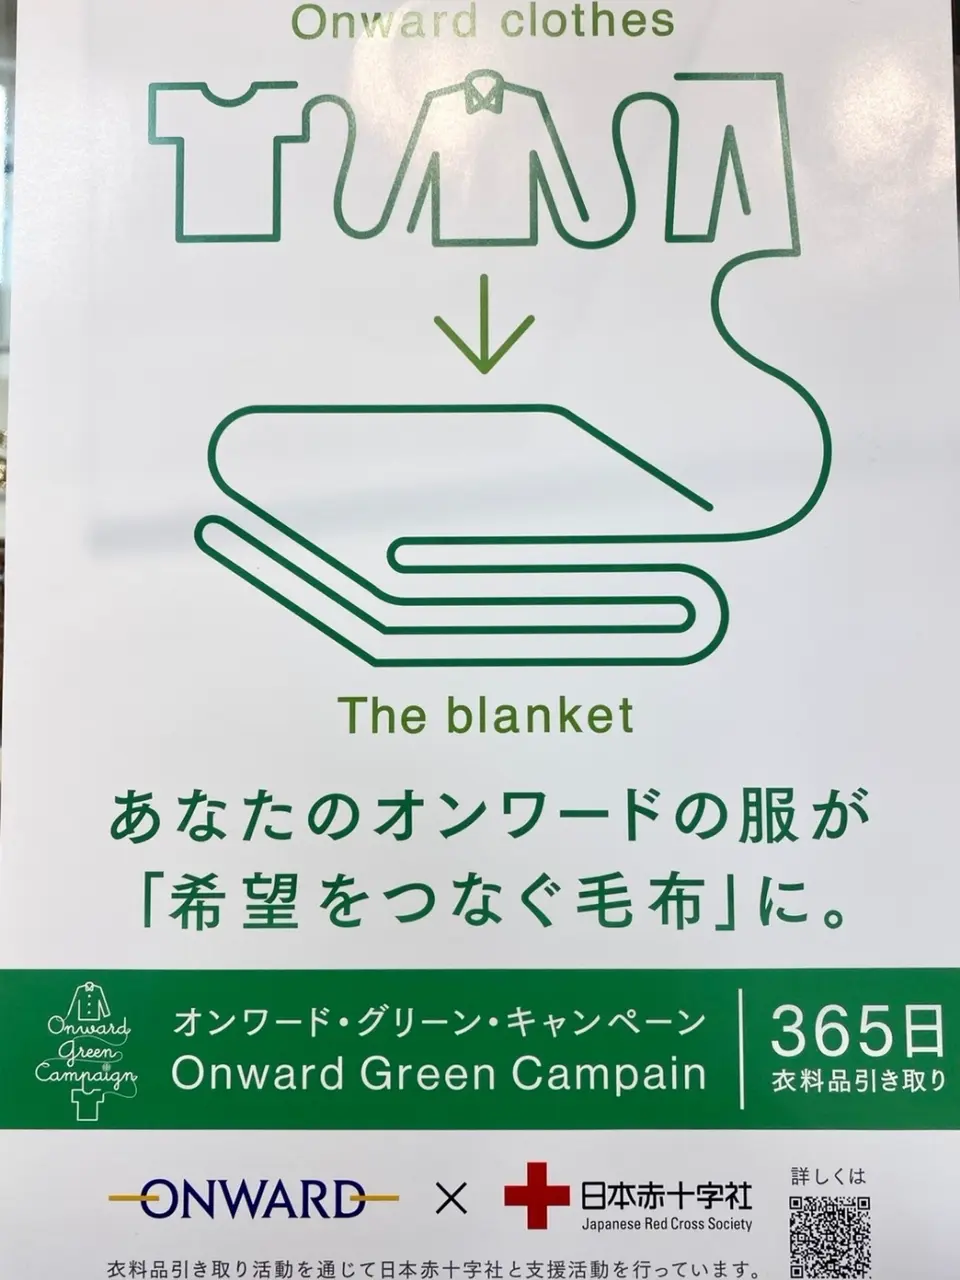 Onward clothes
The blanket
あなたのオンワードの服が
「希望をつなぐ毛布」に。
Onward
Green
Campaign
オンワード・グリーン・キャンペーン
Onward Green Campain
365日
衣料品引き取り
ONWARD × 日本赤十字社
Japanese Red Cross Society
詳しくは
衣料品引き取り活動を通じて日本赤十字社と支援活動を行っています。